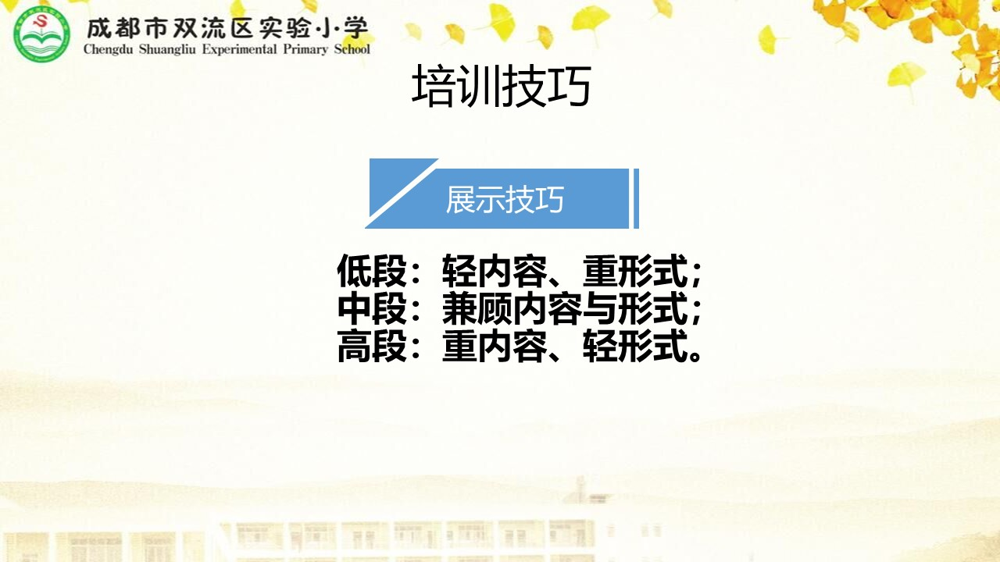 成都市双流区实验小学
Chengdu Shuangliu Experimental Primary School
培训技巧
展示技巧
低段：轻内容、重形式；
中段：兼顾内容与形式；
高段：重内容、轻形式。